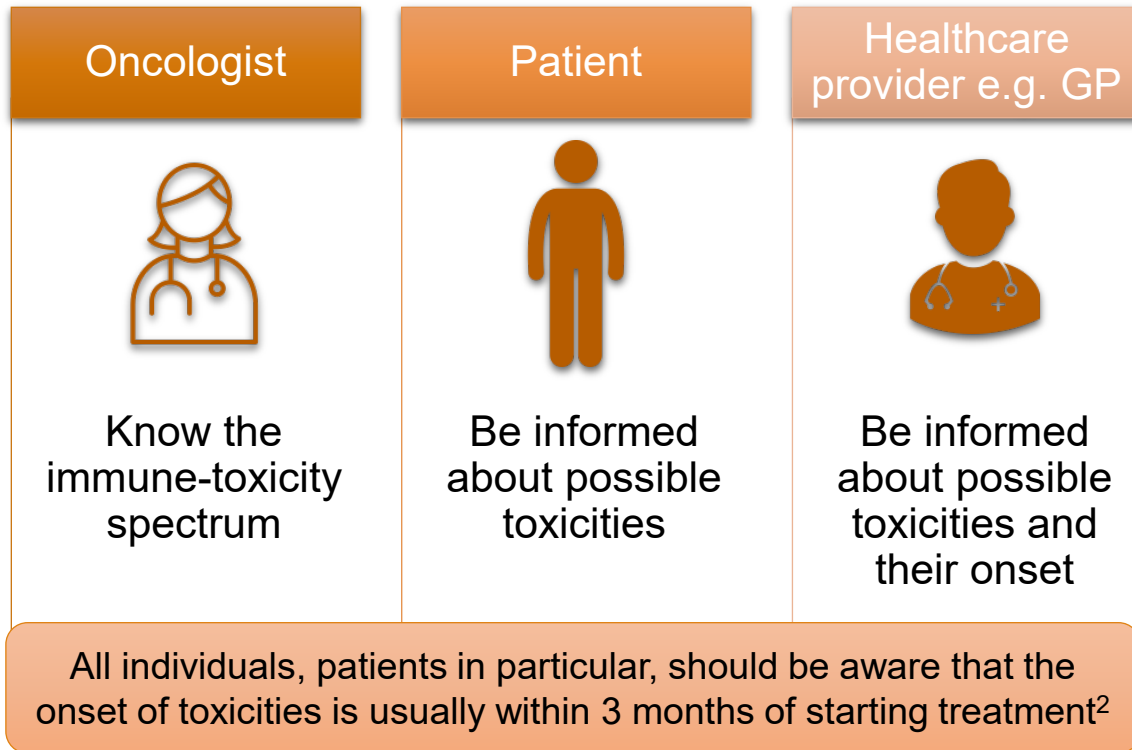 Oncologist
Patient
Healthcare
provider e.g. GP
Know the
immune-toxicity
spectrum
Be informed
about possible
toxicities
Be informed
about possible
toxicities and
their onset
All individuals, patients in particular, should be aware that the
onset of toxicities is usually within 3 months of starting treatment²